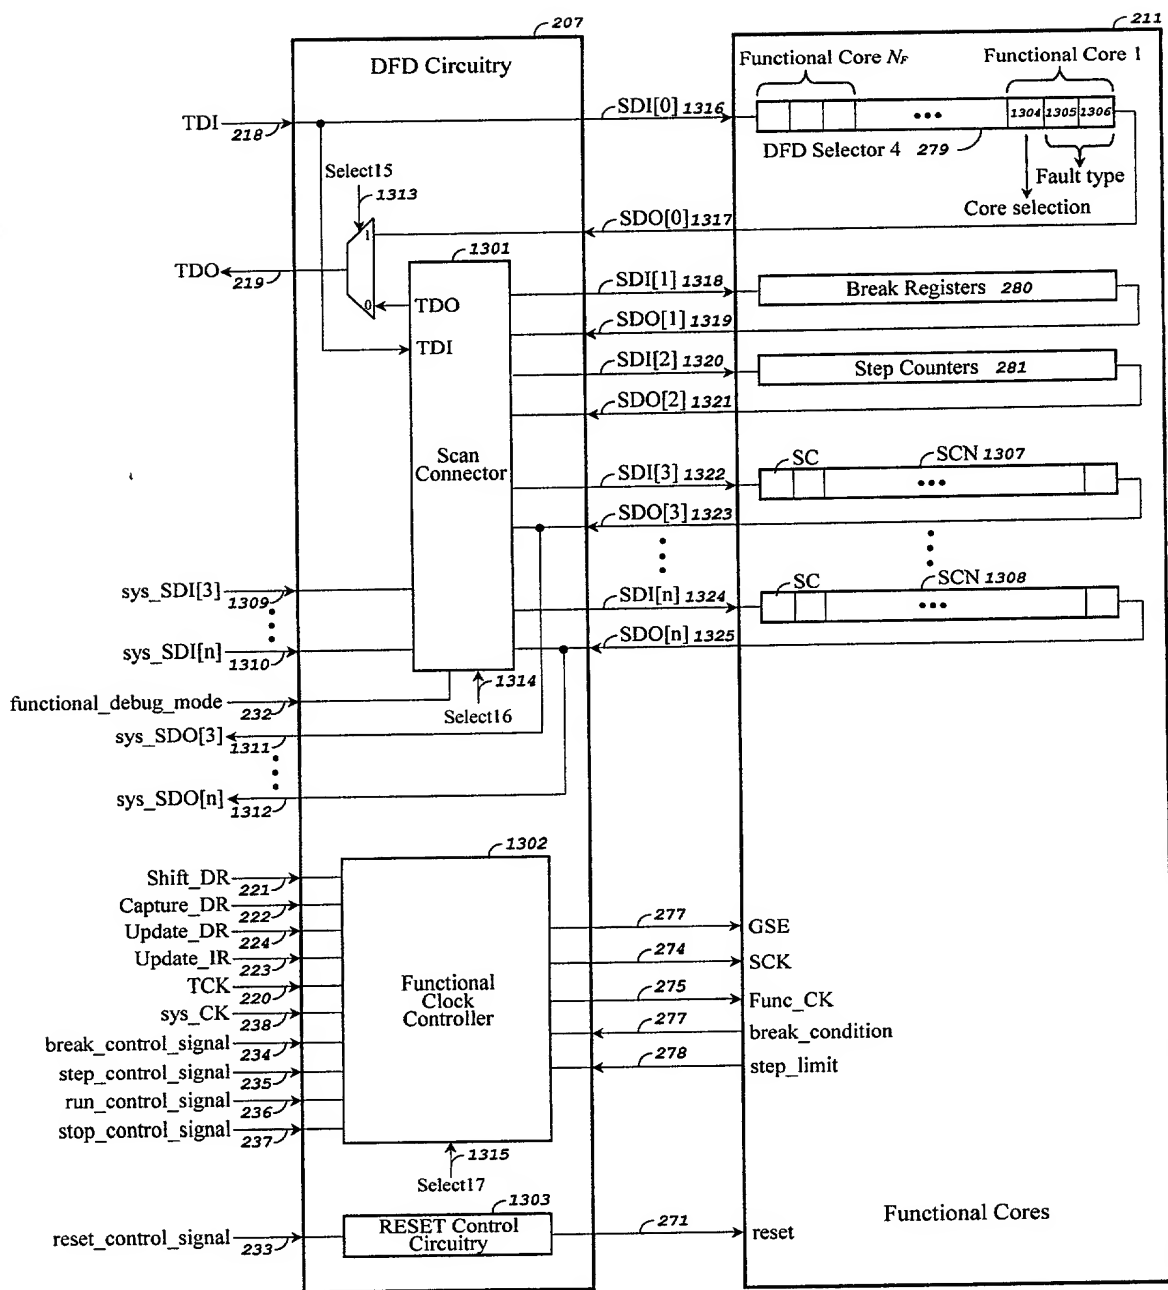 207
211
DFD Circuitry
Functional Core NF
Functional Core 1
TDI
218
SDI[0] 1316
1304 1305 1306
DFD Selector 4 279
Fault type
Core selection
Select15
1313
1
0
SDO[0] 1317
TDO
219
1301
TDO
TDI
Scan
Connector
SDI[1] 1318
Break Registers 280
SDO[1] 1319
SDI[2] 1320
Step Counters 281
SDO[2] 1321
SC
SCN 1307
SDI[3] 1322
SDO[3] 1323
SC
SCN 1308
SDI[n] 1324
SDO[n] 1325
sys_SDI[3]
1309
sys_SDI[n]
1310
1314
Select16
functional_debug_mode
232
sys_SDO[3]
1311
sys_SDO[n]
1312
1302
Shift_DR
221
Capture_DR
222
Update_DR
224
Update_IR
223
TCK
220
sys_CK
238
break_control_signal
234
step_control_signal
235
run_control_signal
236
stop_control_signal
237
Functional
Clock
Controller
277
GSE
274
SCK
275
Func_CK
277
break_condition
278
step_limit
1315
Select17
1303
RESET Control
Circuitry
reset_control_signal
233
271
reset
Functional Cores